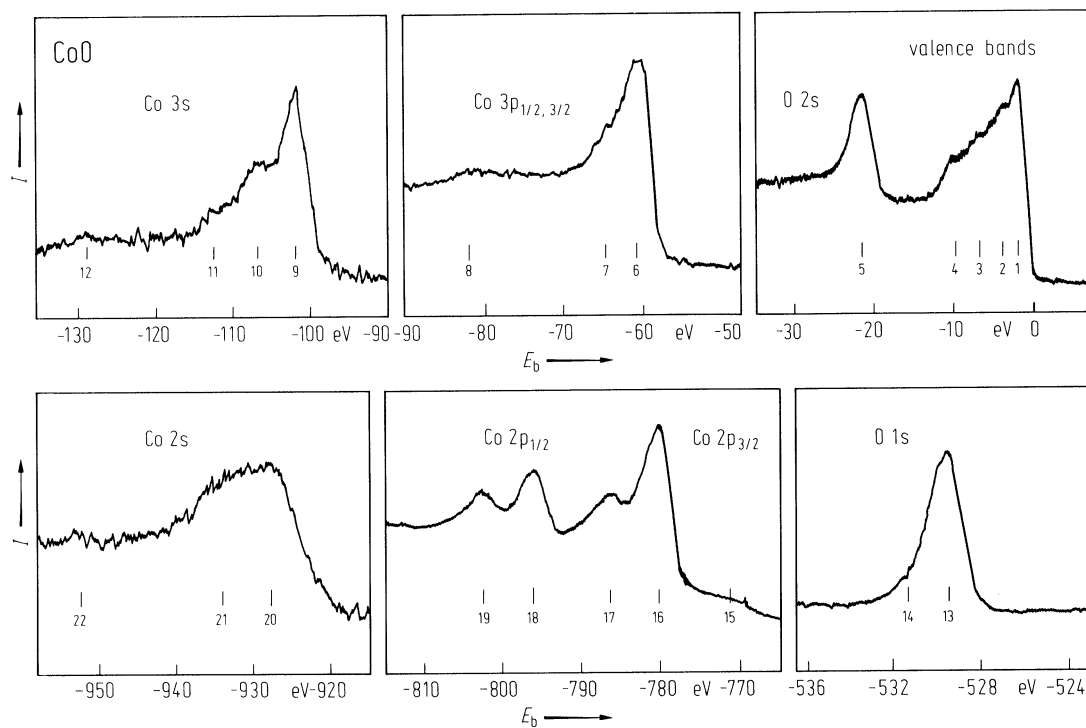 CoO
Co 3s
Co 3p1/2, 3/2
valence bands
O 2s
I
12 11 10 9
8 7 6
5 4 3 2 1
-130 -120 -110 -100 eV -90
-90 -80 -70 -60 eV -50
-30 -20 -10 eV 0
Eb
Co 2s
Co 2p1/2
Co 2p3/2
O 1s
I
22 21 20
19 18 17 16 15
14 13
-950 -940 -930 eV -920
-810 -800 -790 -780 eV -770
-536 -532 -528 eV -524
Eb